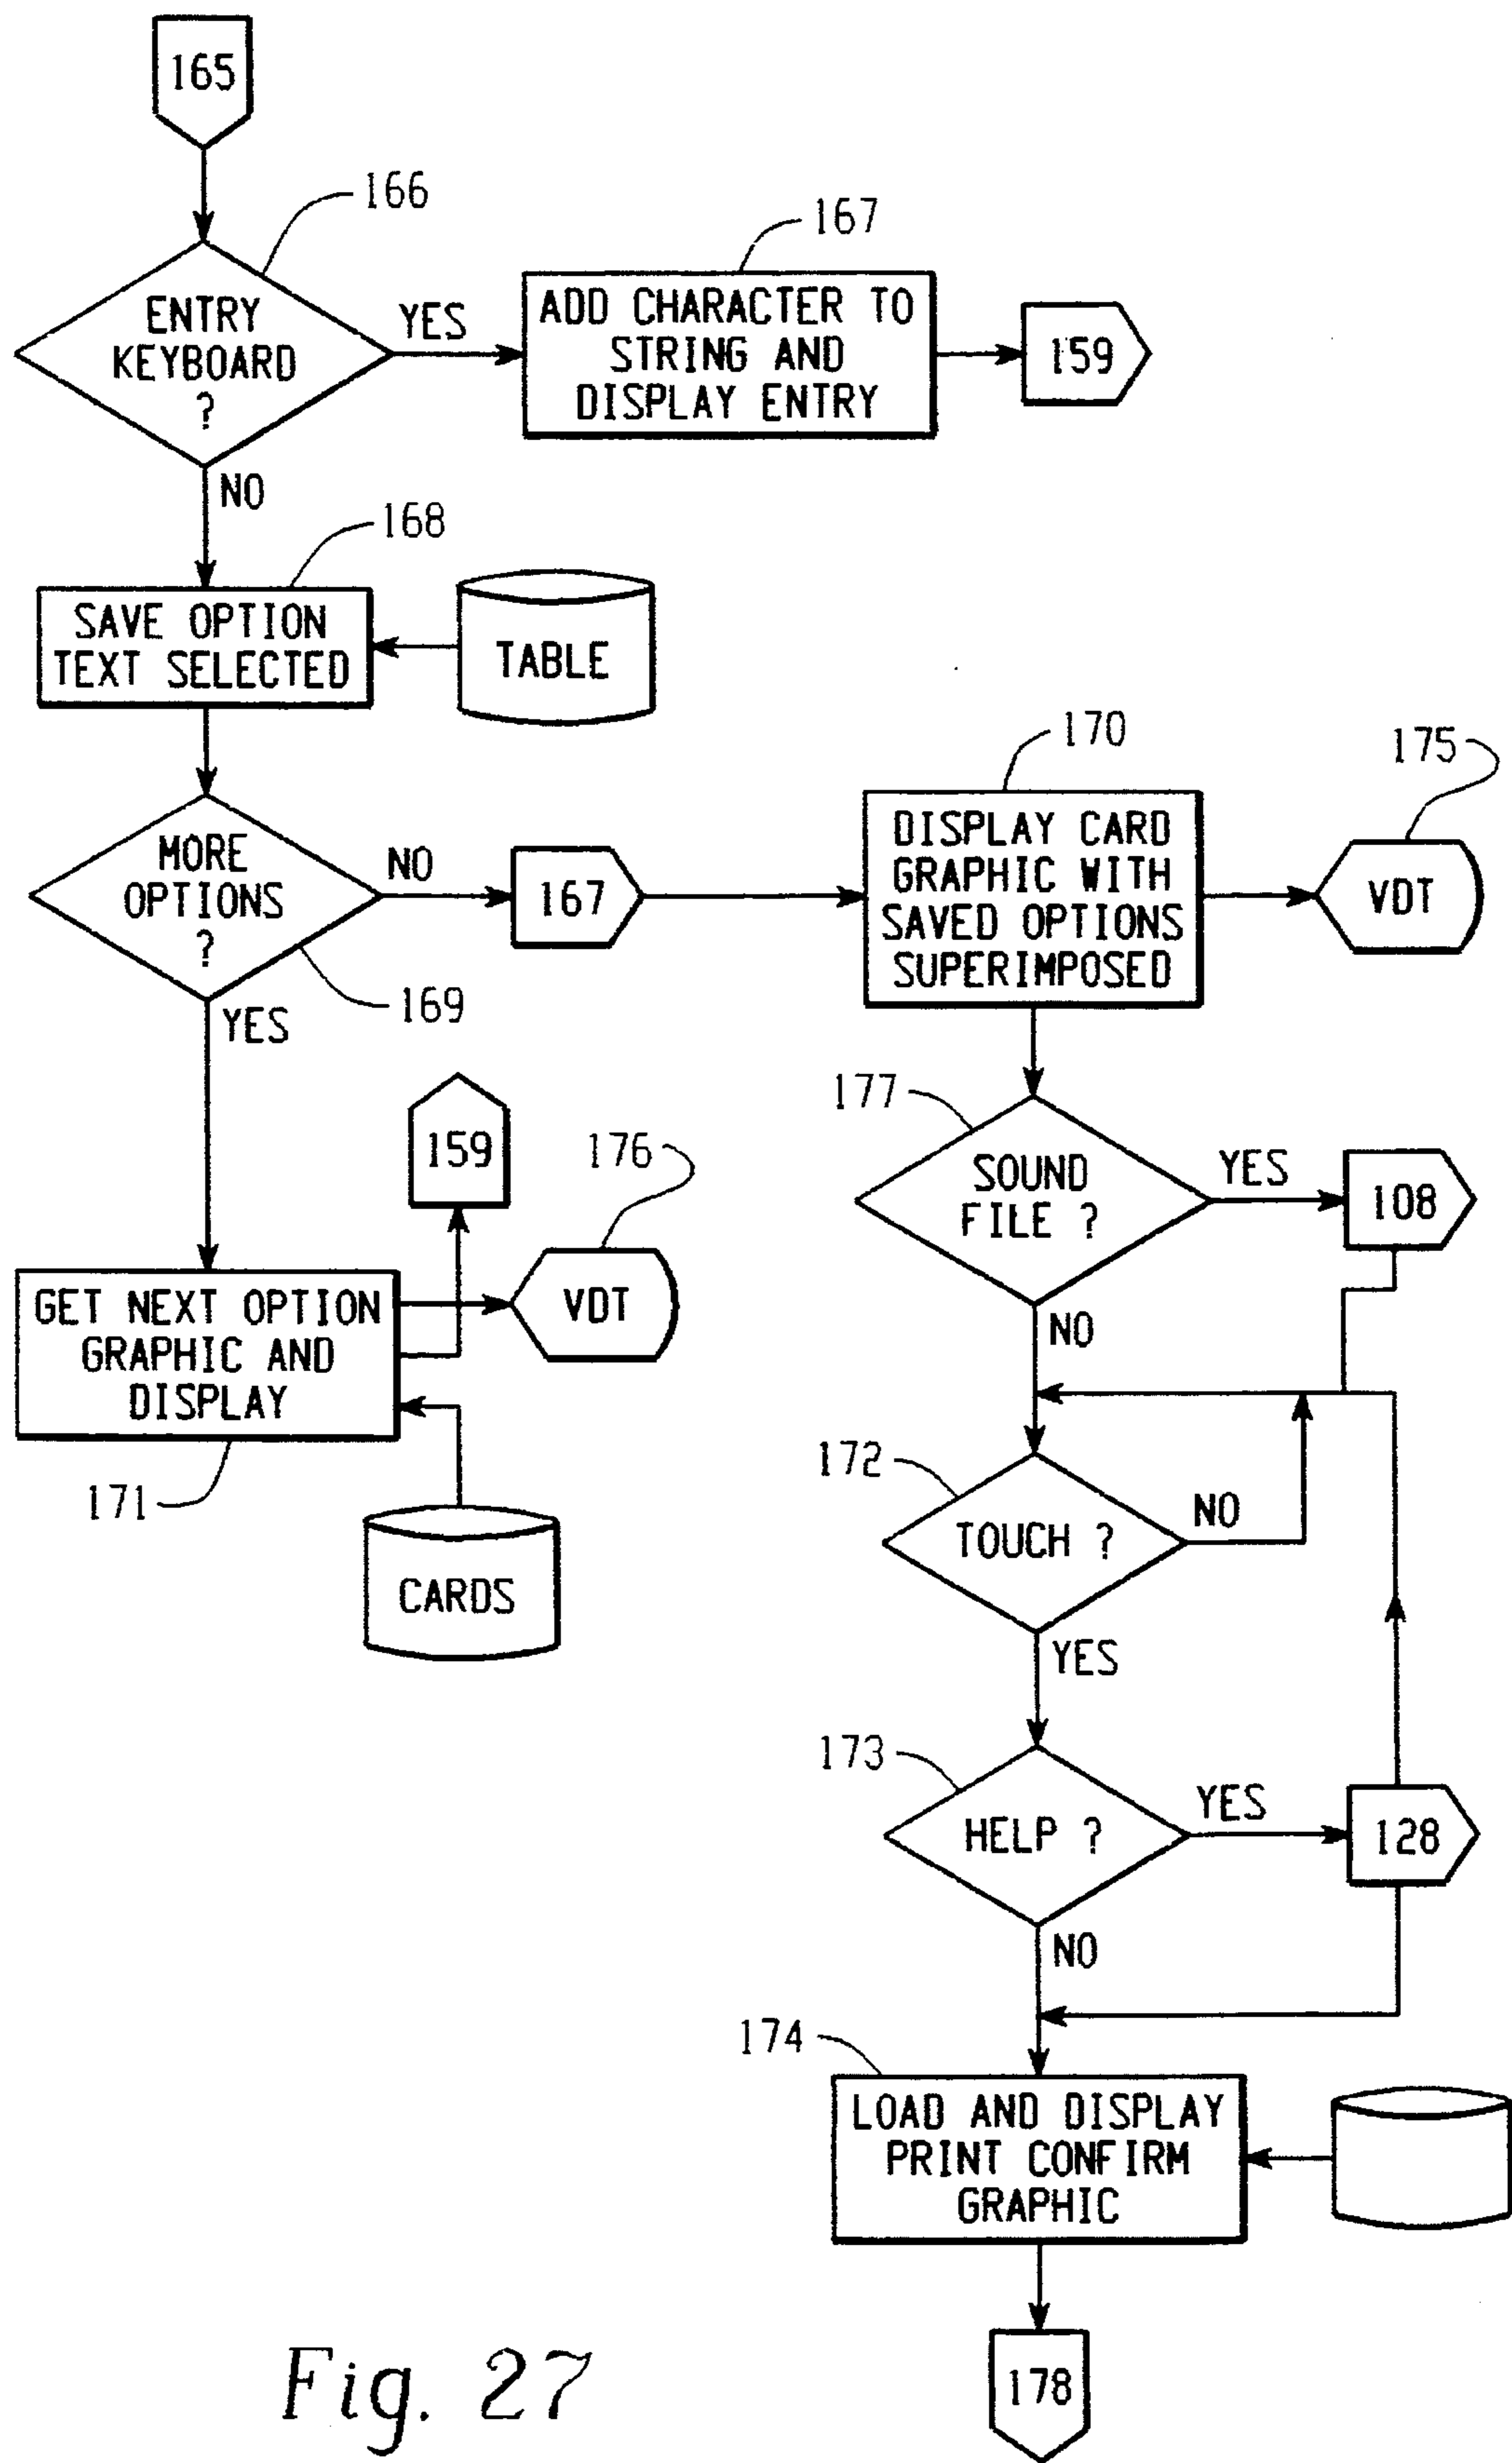 165
166
ENTRY
KEYBOARD
?
YES
167
ADD CHARACTER TO
STRING AND
DISPLAY ENTRY
159
NO
168
SAVE OPTION
TEXT SELECTED
TABLE
MORE
OPTIONS
?
NO
167
169
YES
170
DISPLAY CARD
GRAPHIC WITH
SAVED OPTIONS
SUPERIMPOSED
175
VDT
159
176
VDT
GET NEXT OPTION
GRAPHIC AND
DISPLAY
171
CARDS
177
SOUND
FILE ?
YES
108
NO
172
TOUCH ?
NO
YES
173
HELP ?
YES
128
NO
174
LOAD AND DISPLAY
PRINT CONFIRM
GRAPHIC
178
Fig. 27